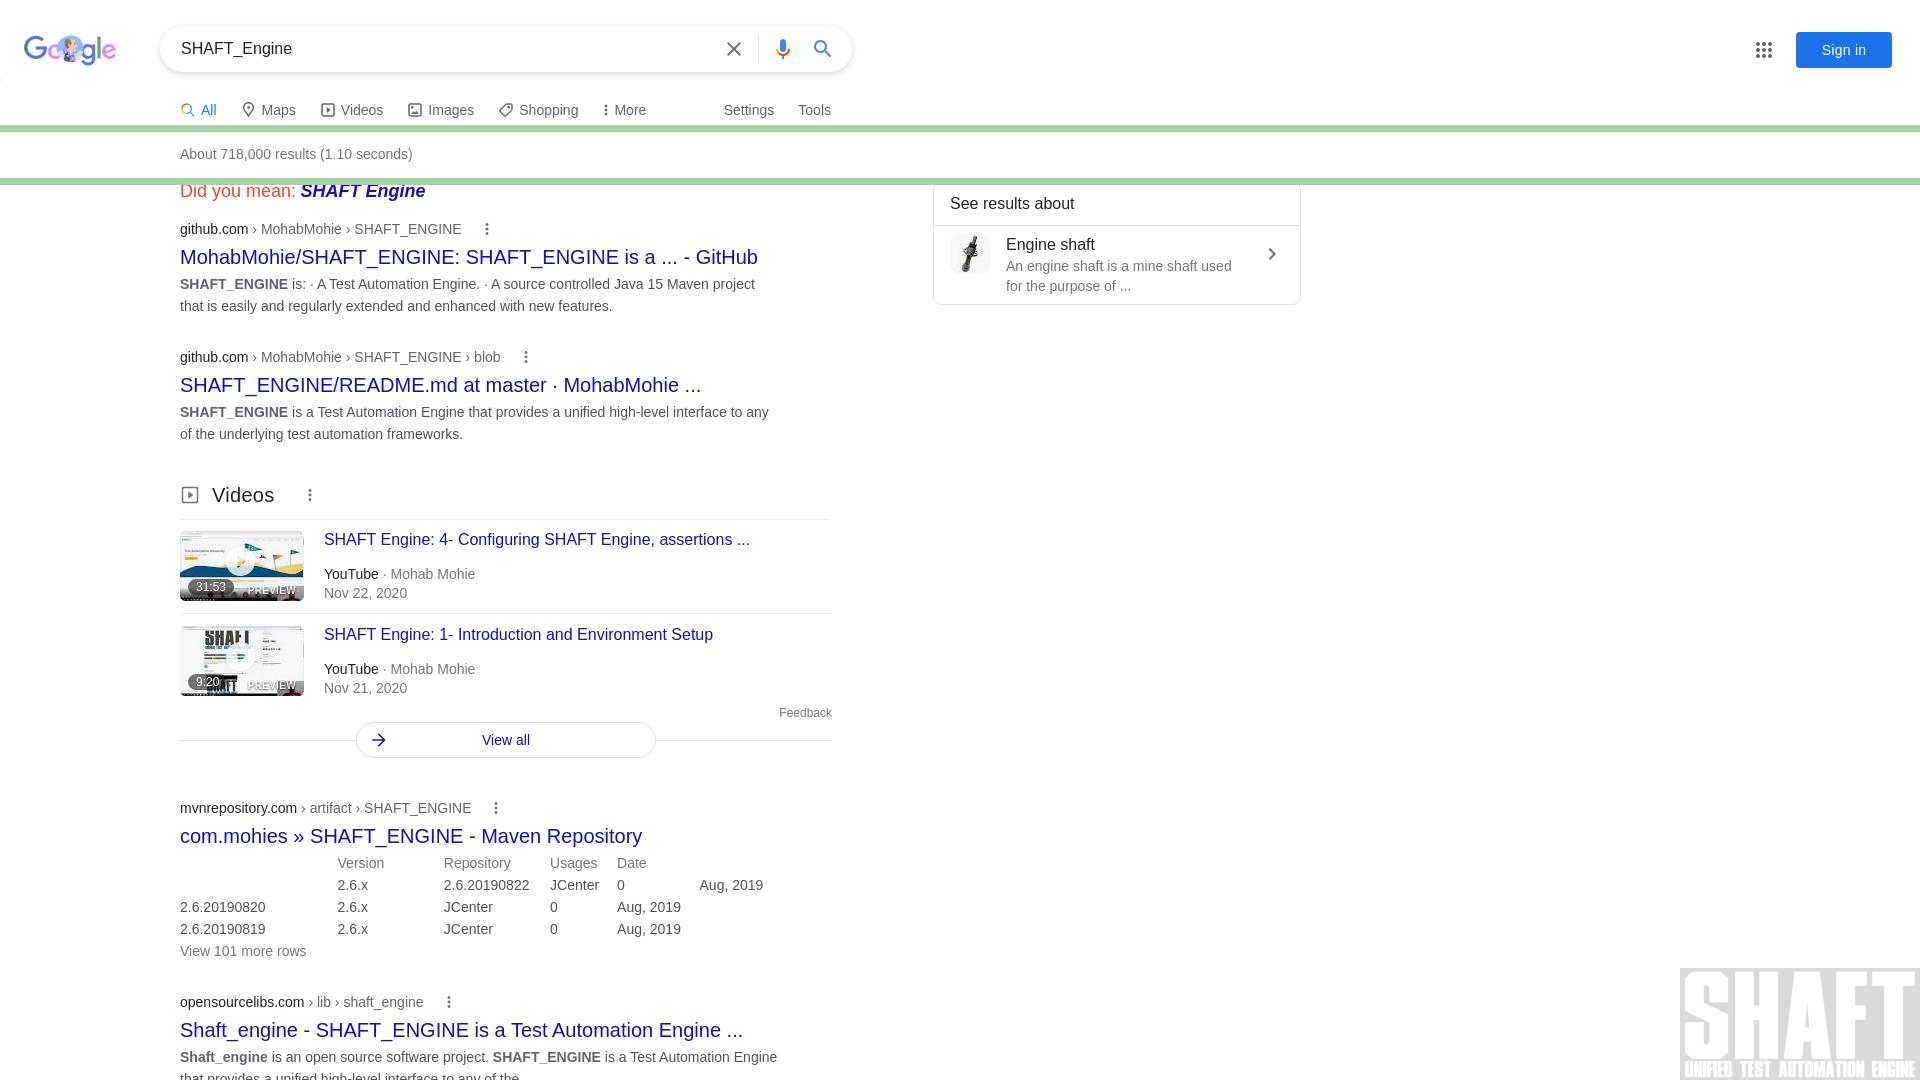 Google
SHAFT_Engine
Sign in
All
Maps
Videos
Images
Shopping
More
Settings
Tools
About 718,000 results (1.10 seconds)
Did you mean: SHAFT Engine
github.com › MohabMohie › SHAFT_ENGINE
MohabMohie/SHAFT_ENGINE: SHAFT_ENGINE is a ... - GitHub
SHAFT_ENGINE is: · A Test Automation Engine. · A source controlled Java 15 Maven project
that is easily and regularly extended and enhanced with new features.
github.com › MohabMohie › SHAFT_ENGINE › blob
SHAFT_ENGINE/README.md at master · MohabMohie ...
SHAFT_ENGINE is a Test Automation Engine that provides a unified high-level interface to any
of the underlying test automation frameworks.
Videos
SHAFT Engine: 4- Configuring SHAFT Engine, assertions ...
31:53
PREVIEW
YouTube · Mohab Mohie
Nov 22, 2020
SHAFT
SHAFT Engine: 1- Introduction and Environment Setup
9:20
PREVIEW
YouTube · Mohab Mohie
Nov 21, 2020
Feedback
View all
mvnrepository.com › artifact › SHAFT_ENGINE
com.mohies » SHAFT_ENGINE - Maven Repository
Version Repository Usages Date
2.6.x 2.6.20190822 JCenter 0 Aug, 2019
2.6.20190820 2.6.x JCenter 0 Aug, 2019
2.6.20190819 2.6.x JCenter 0 Aug, 2019
View 101 more rows
opensourcelibs.com › lib › shaft_engine
Shaft_engine - SHAFT_ENGINE is a Test Automation Engine ...
Shaft_engine is an open source software project. SHAFT_ENGINE is a Test Automation Engine
that provides a unified high-level interface to any of the
See results about
Engine shaft
An engine shaft is a mine shaft used
for the purpose of ...
SHAFT
UNIFIED TEST AUTOMATION ENGINE